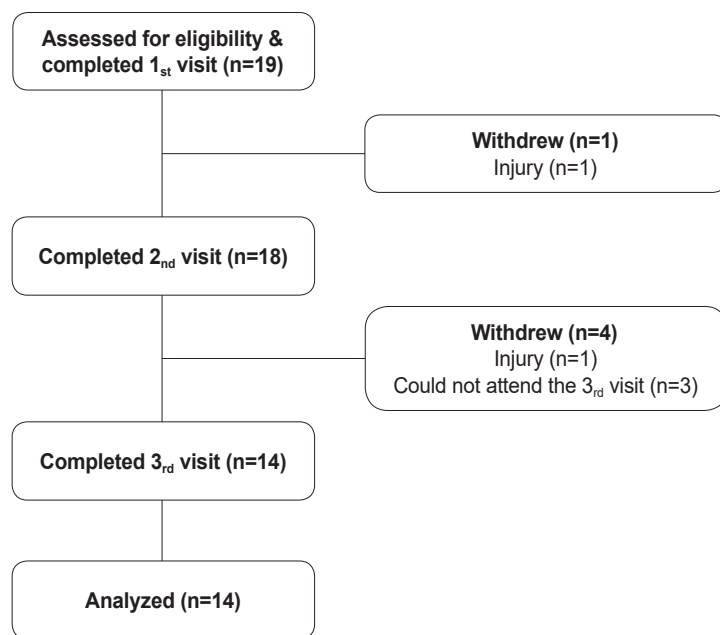 Assessed for eligibility &
completed 1st visit (n=19)
Withdrew (n=1)
Injury (n=1)
Completed 2nd visit (n=18)
Withdrew (n=4)
Injury (n=1)
Could not attend the 3rd visit (n=3)
Completed 3rd visit (n=14)
Analyzed (n=14)